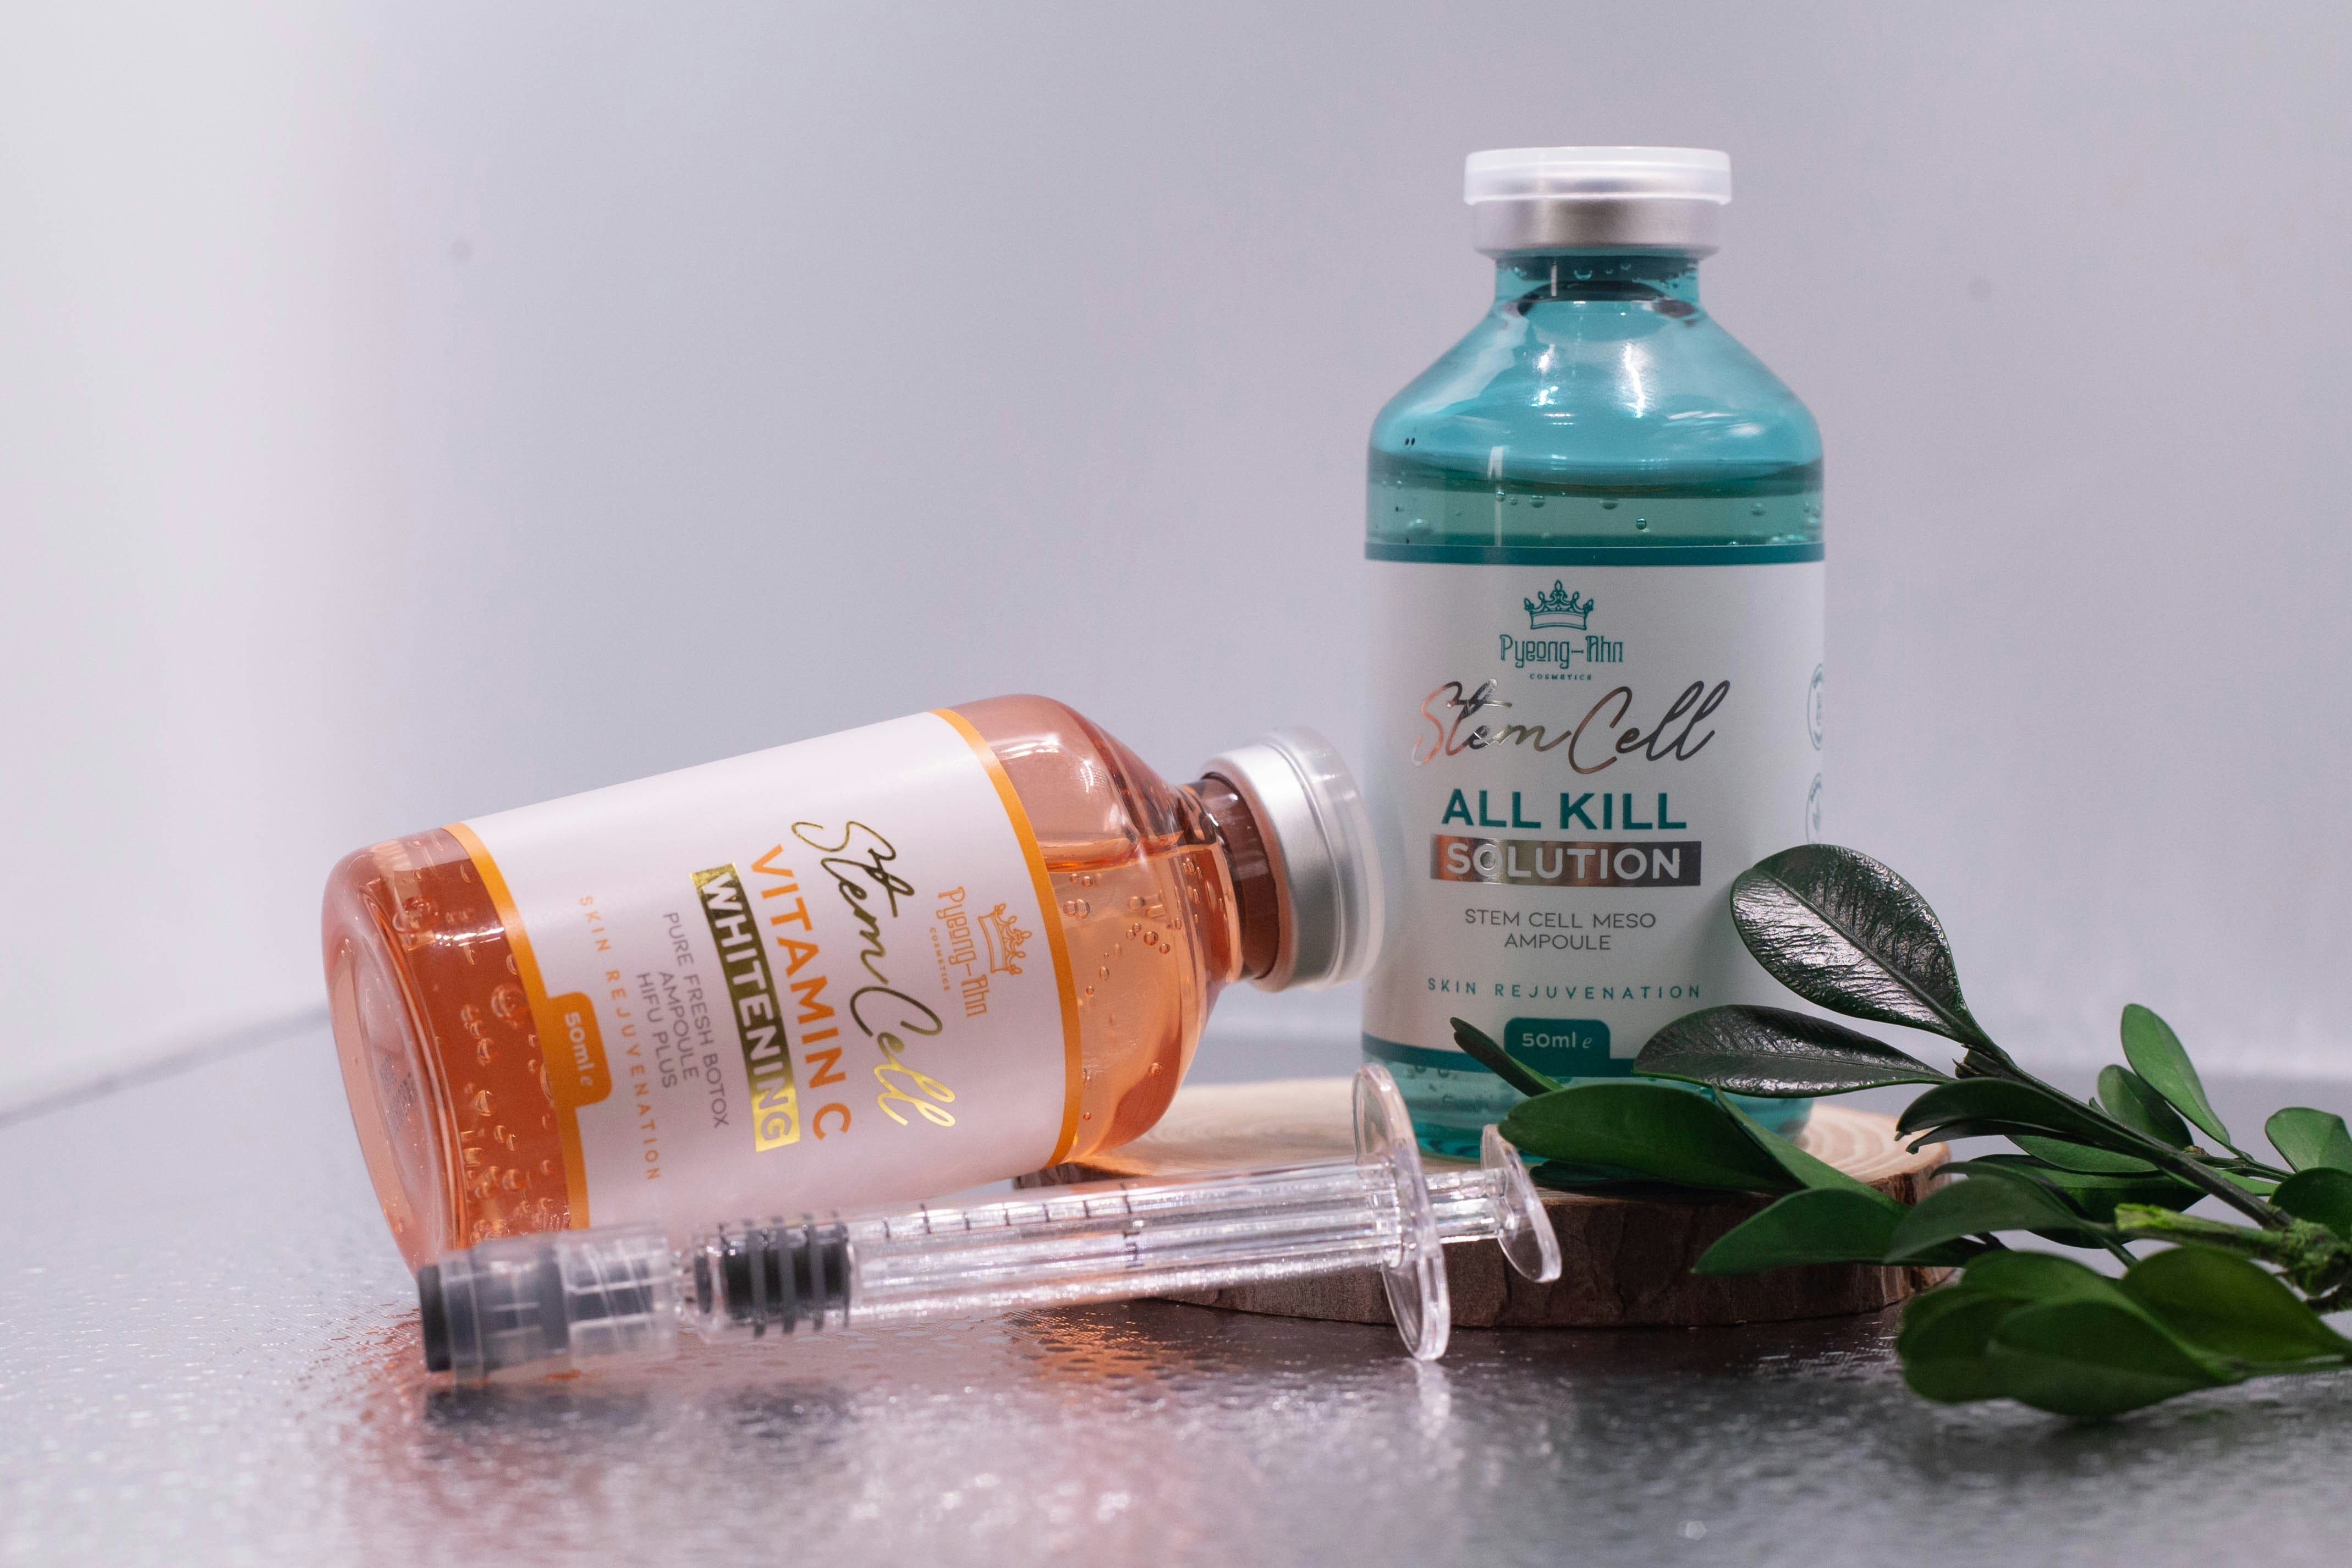 Pyeong-Ahn
COSMETICS
Stem Cell
VITAMIN C
WHITENING
PURE FRESH BOTOX
AMPOULE
HIFU PLUS
SKIN REJUVENATION
50ml e
Pyeong-Ahn
COSMETICS
Stem Cell
ALL KILL
SOLUTION
STEM CELL MESO
AMPOULE
SKIN REJUVENATION
50ml e